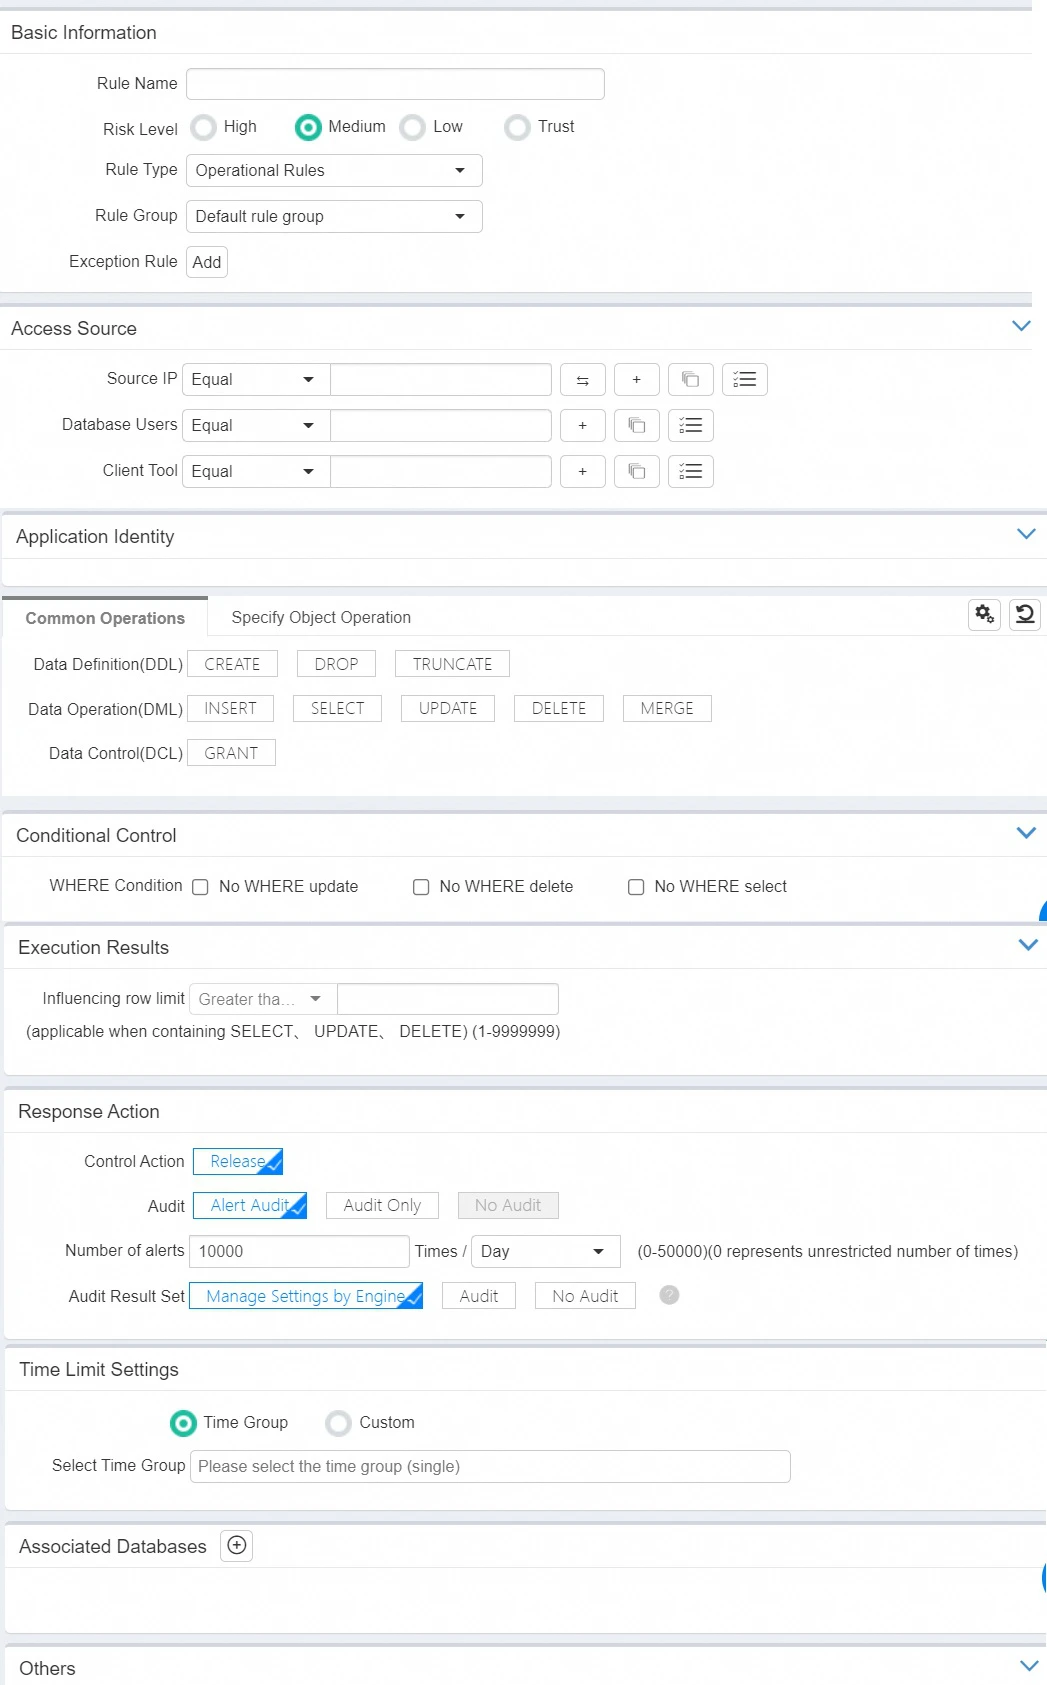 Basic Information
Rule Name
Risk Level High Medium Low Trust
Rule Type Operational Rules
Rule Group Default rule group
Exception Rule Add
Access Source
Source IP Equal +
Database Users Equal +
Client Tool Equal +
Application Identity
Common Operations Specify Object Operation
Data Definition(DDL) CREATE DROP TRUNCATE
Data Operation(DML) INSERT SELECT UPDATE DELETE MERGE
Data Control(DCL) GRANT
Conditional Control
WHERE Condition No WHERE update No WHERE delete No WHERE select
Execution Results
Influencing row limit Greater tha...
(applicable when containing SELECT、 UPDATE、 DELETE) (1-9999999)
Response Action
Control Action Release
Audit Alert Audit Audit Only No Audit
Number of alerts 10000 Times / Day (0-50000)(0 represents unrestricted number of times)
Audit Result Set Manage Settings by Engine Audit No Audit ?
Time Limit Settings
Time Group Custom
Select Time Group Please select the time group (single)
Associated Databases
Others